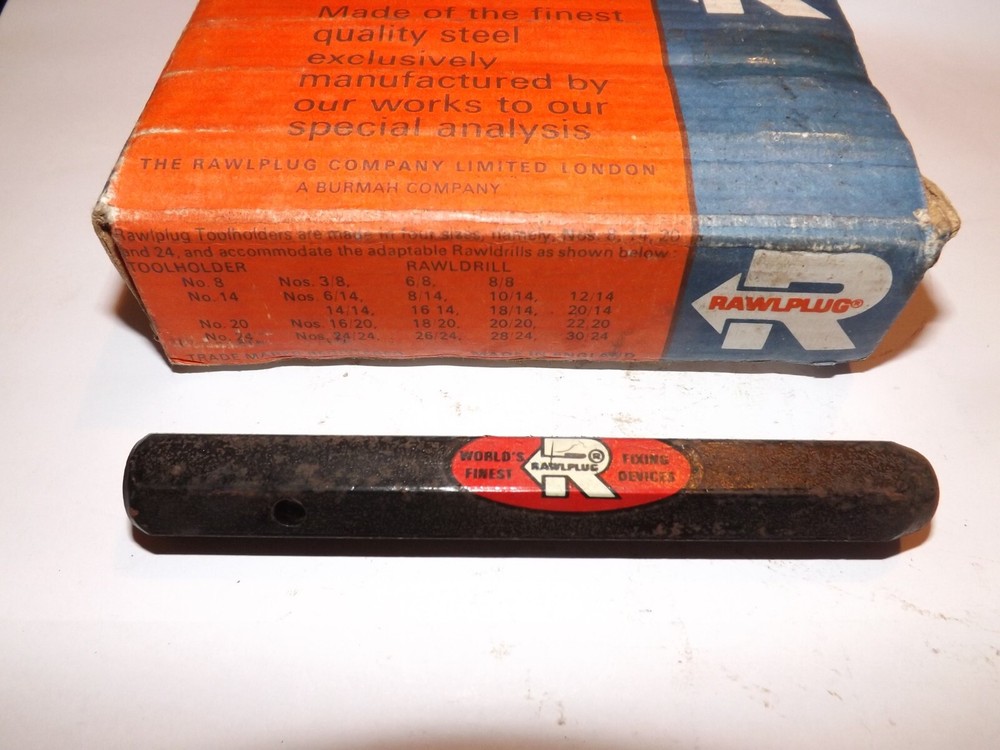 Made of the finest
quality steel
exclusively
manufactured by
our works to our
special analysis
THE RAWLPLUG COMPANY LIMITED LONDON
A BURMAH COMPANY
Rawlplug Toolholders are made in four sizes, namely, Nos. 8, 14, 20
and 24, and accommodate the adaptable Rawldrills as shown below
TOOLHOLDER RAWLDRILL
No. 8 Nos. 3/8, 6/8, 8/8
No. 14 Nos. 6/14, 8/14, 10/14, 12/14
14/14, 16 14, 18/14, 20/14
No. 20 Nos. 16/20, 18 20, 20/20, 22 20
No. 24 Nos. 24/24, 26/24, 28/24, 30/24
TRADE
RAWLPLUG®
WORLD'S FINEST
RAWLPLUG ®
FIXING DEVICES